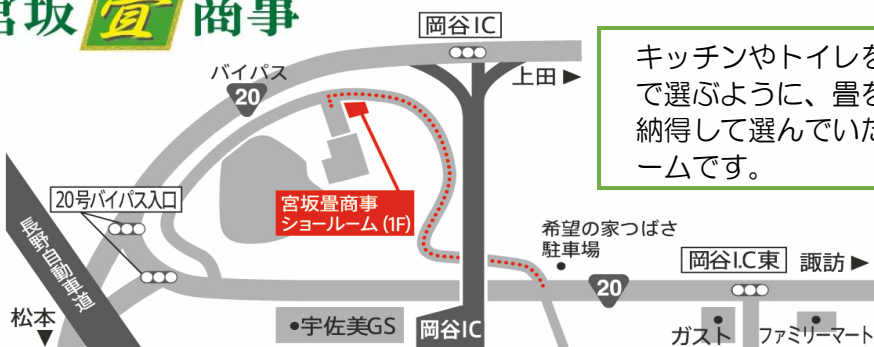 宮坂畳商事
岡谷IC
上田▶
キッチンやトイレを
で選ぶように、畳を
納得して選んでいた
ームです。
バイパス
20
20号バイパス入口
宮坂畳商事
ショールーム(1F)
長野自動車道
希望の家つばさ
駐車場
岡谷I.C東
諏訪▶
20
松本
▼
●宇佐美GS
岡谷IC
ガスト
ファミリーマート